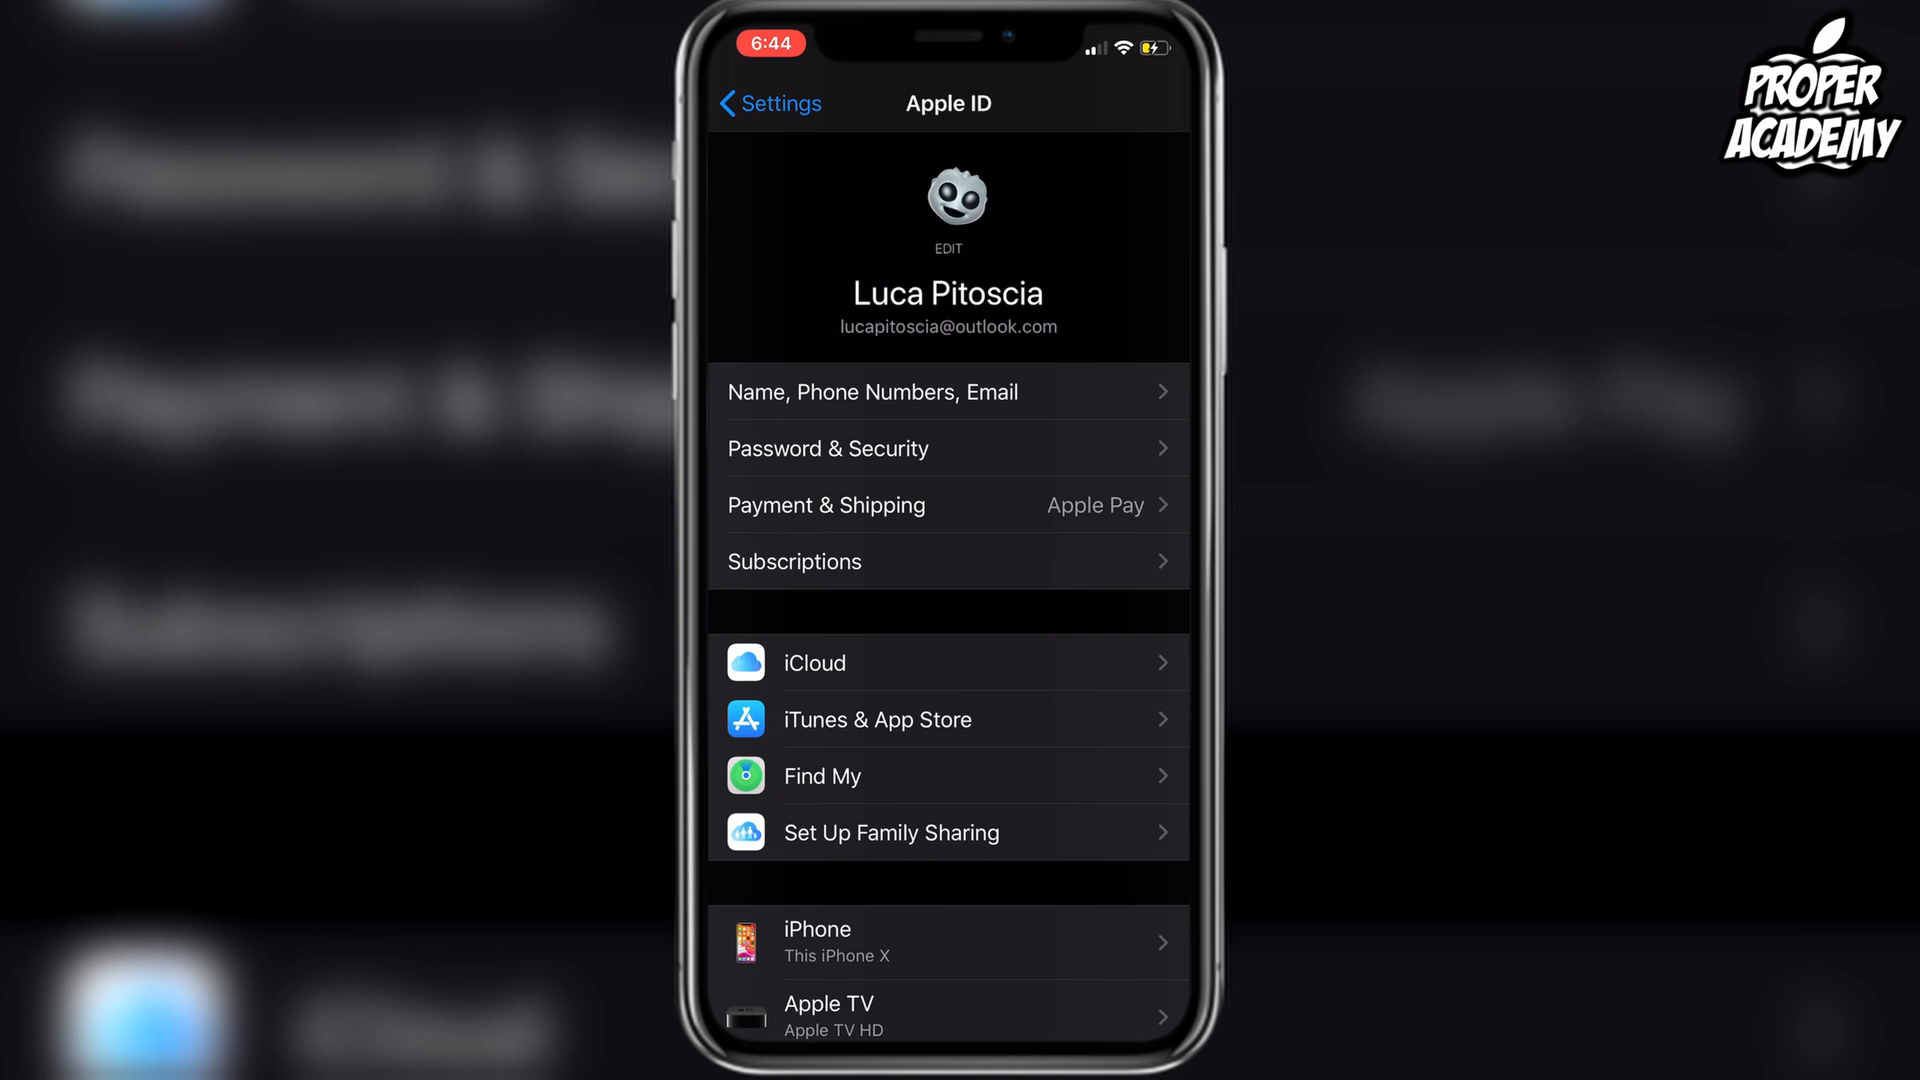 6:44
Settings
Apple ID
EDIT
Luca Pitoscia
lucapitoscia@outlook.com
Name, Phone Numbers, Email
Password & Security
Payment & Shipping Apple Pay
Subscriptions
iCloud
iTunes & App Store
Find My
Set Up Family Sharing
iPhone
This iPhone X
Apple TV
Apple TV HD
PROPER
ACADEMY
Subscriptions
iCloud